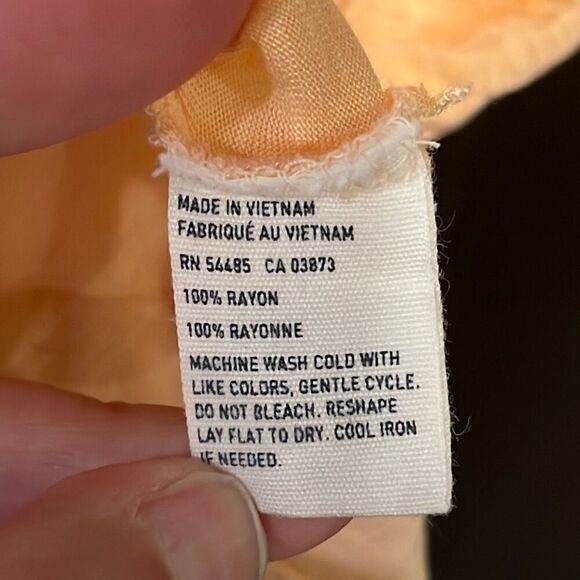 MADE IN VIETNAM
FABRIQUÉ AU VIETNAM
RN 54485 CA 03873
100% RAYON
100% RAYONNE
MACHINE WASH COLD WITH
LIKE COLORS, GENTLE CYCLE.
DO NOT BLEACH. RESHAPE
LAY FLAT TO DRY. COOL IRON
IF NEEDED.